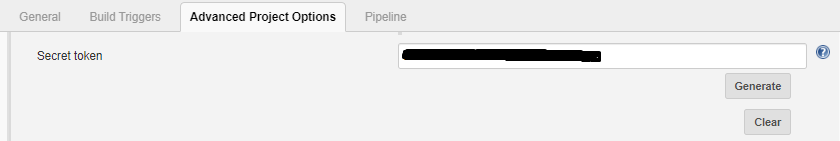 General Build Triggers Advanced Project Options Pipeline
Secret token
Generate
Clear